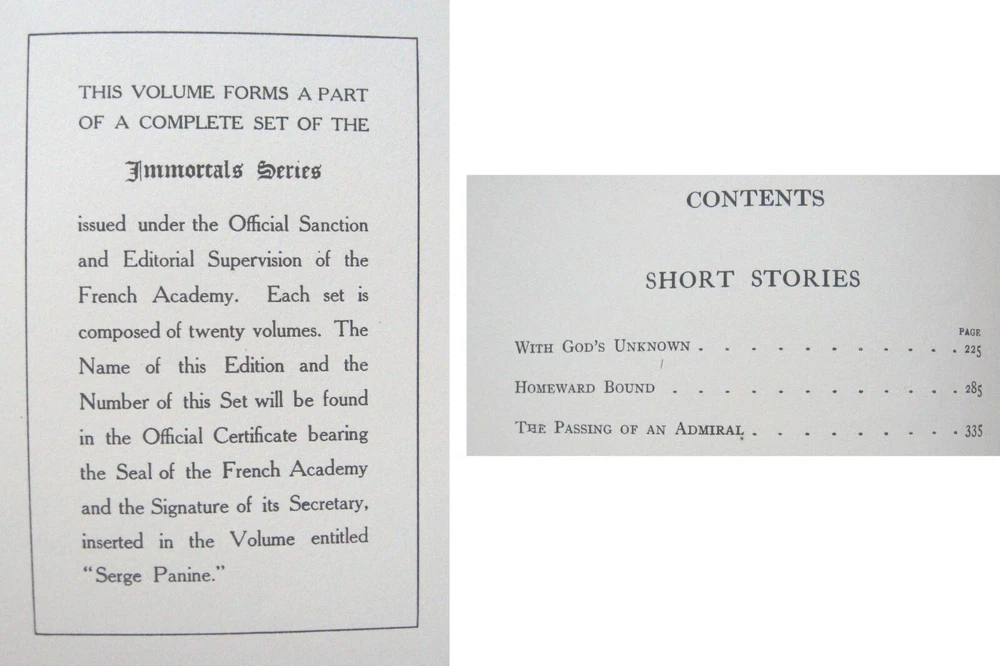 THIS VOLUME FORMS A PART
OF A COMPLETE SET OF THE
Immortals Series
issued under the Official Sanction
and Editorial Supervision of the
French Academy. Each set is
composed of twenty volumes. The
Name of this Edition and the
Number of this Set will be found
in the Official Certificate bearing
the Seal of the French Academy
and the Signature of its Secretary,
inserted in the Volume entitled
“Serge Panine.”
CONTENTS
SHORT STORIES
PAGE
WITH GOD'S UNKNOWN . . . . . . . . . . . 225
HOMEWARD BOUND . . . . . . . . . . . . 285
THE PASSING OF AN ADMIRAL . . . . . . . . . 335